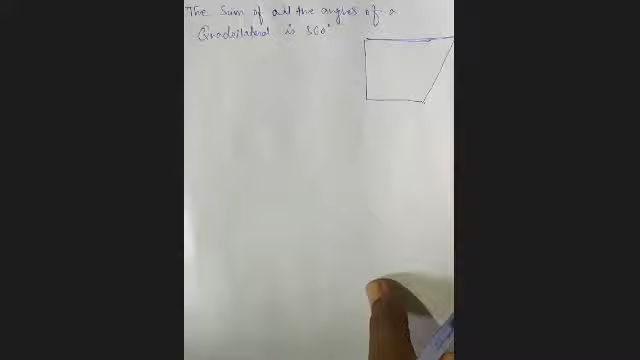 The Sum of all the angles of a
Quadrilateral is 360°